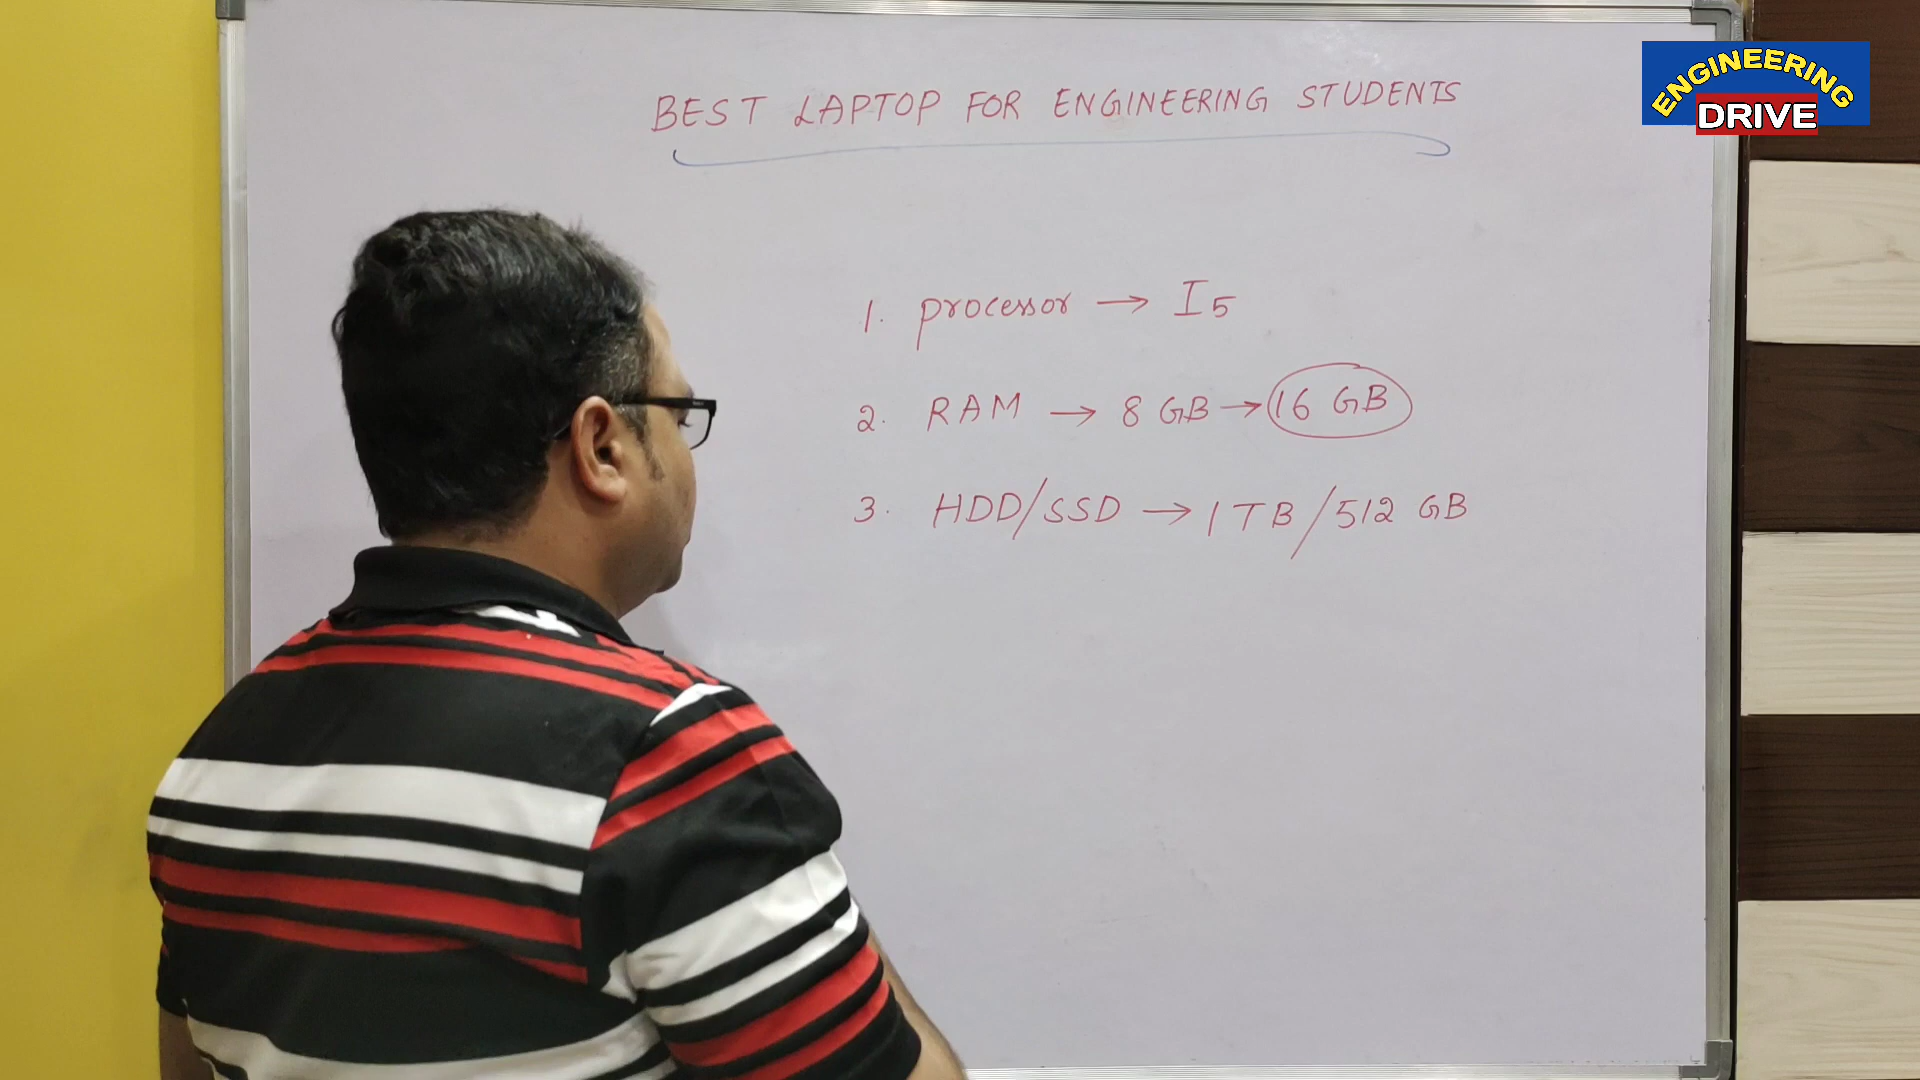 ENGINEERING
DRIVE
BEST LAPTOP FOR ENGINEERING STUDENTS
1. processor → I5
2. RAM → 8 GB → 16 GB
3. HDD/SSD → 1 TB/512 GB